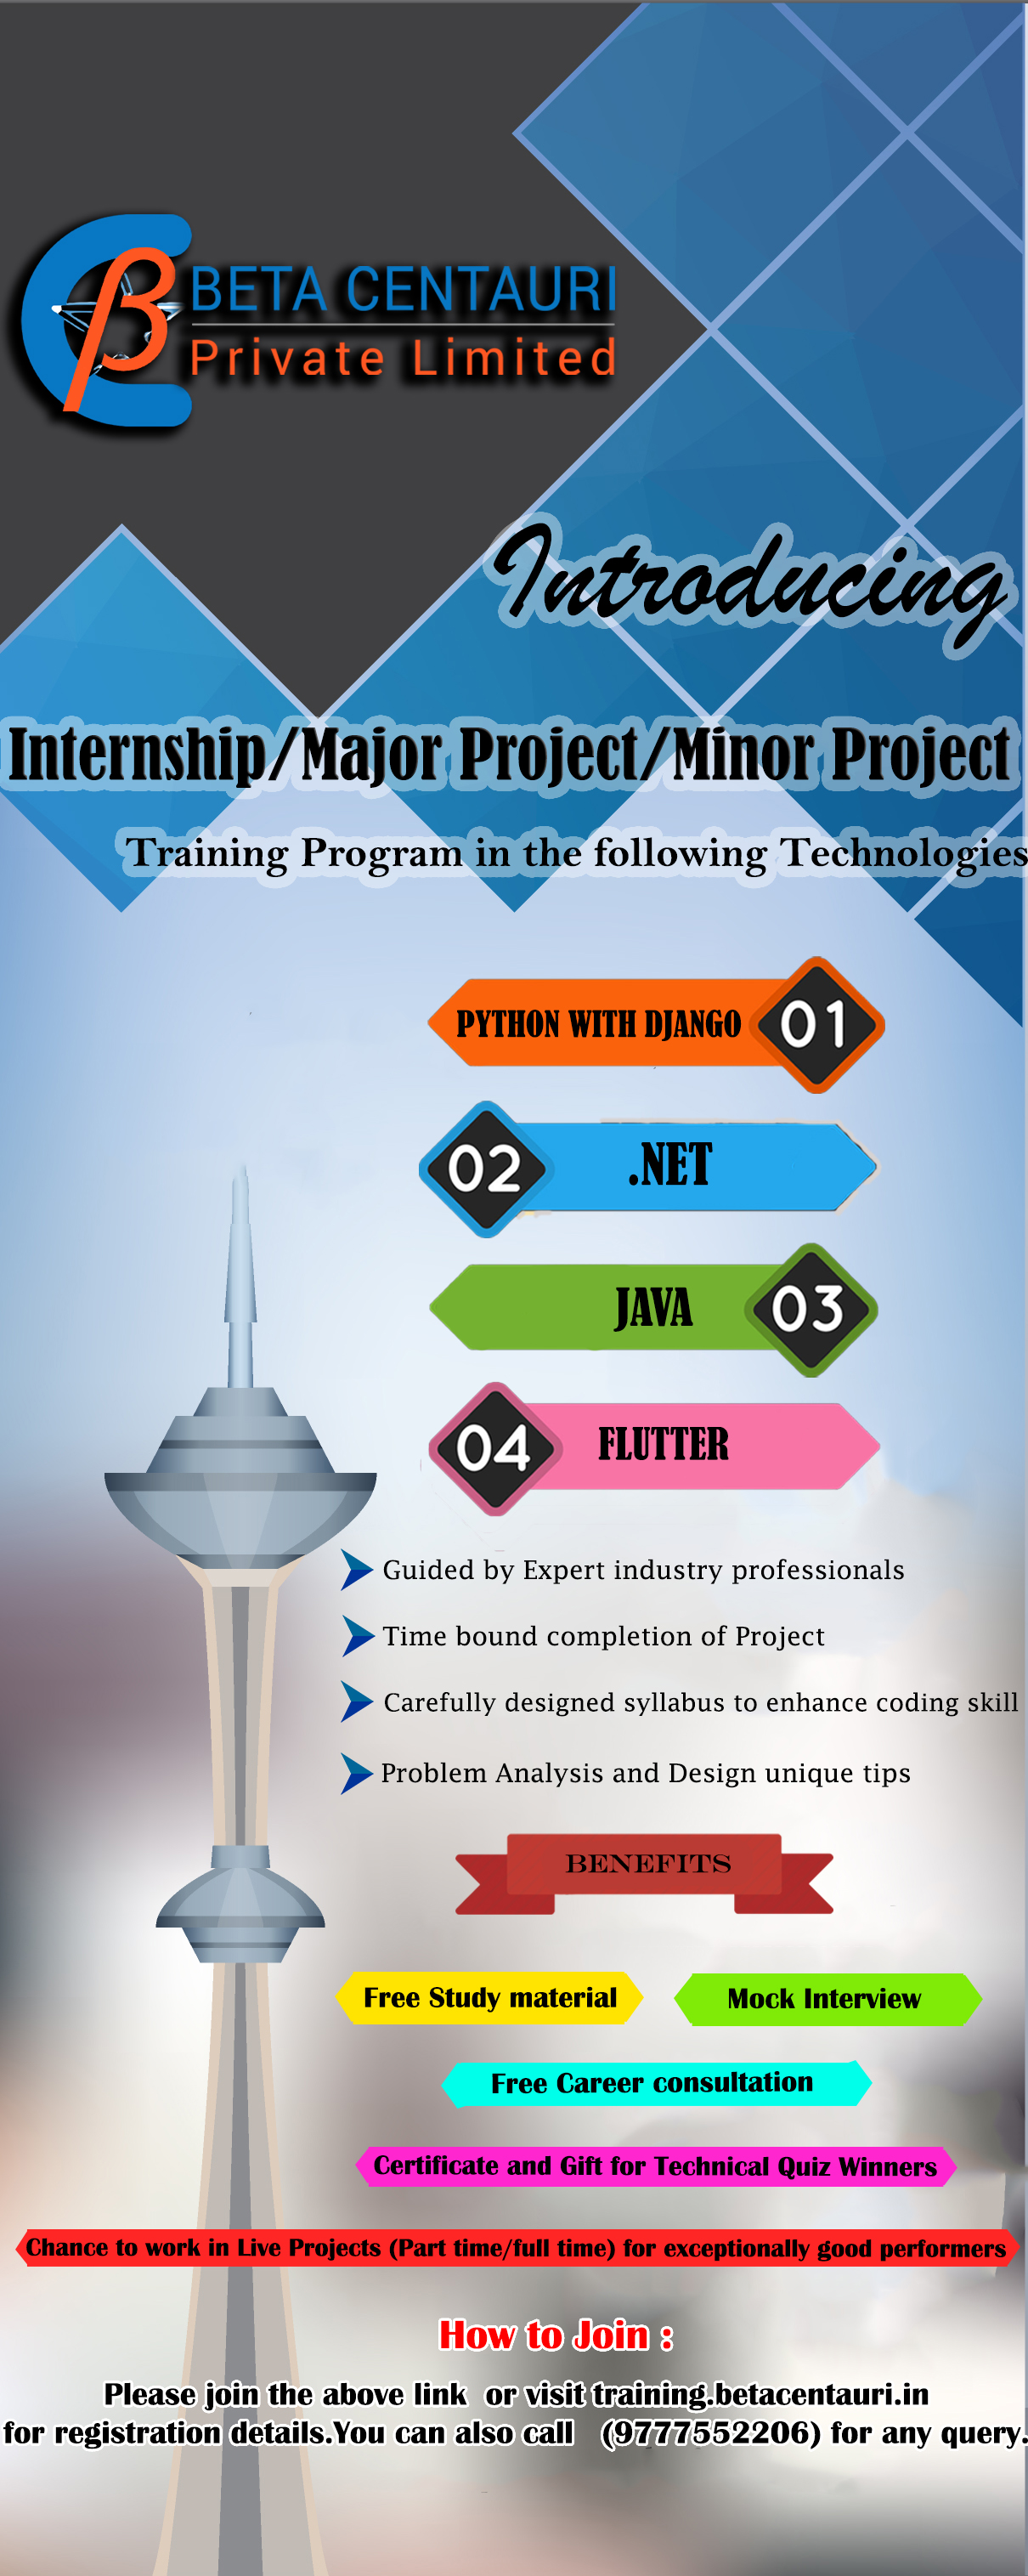 BETA CENTAURI
Private Limited
Introducing
Internship/Major Project/Minor Project
Training Program in the following Technologies
PYTHON WITH DJANGO 01
02 .NET
JAVA 03
04 FLUTTER
Guided by Expert industry professionals
Time bound completion of Project
Carefully designed syllabus to enhance coding skill
Problem Analysis and Design unique tips
BENEFITS
Free Study material
Mock Interview
Free Career consultation
Certificate and Gift for Technical Quiz Winners
Chance to work in Live Projects (Part time/full time) for exceptionally good performers
How to Join :
Please join the above link or visit training.betacentauri.in
for registration details.You can also call (9777552206) for any query.